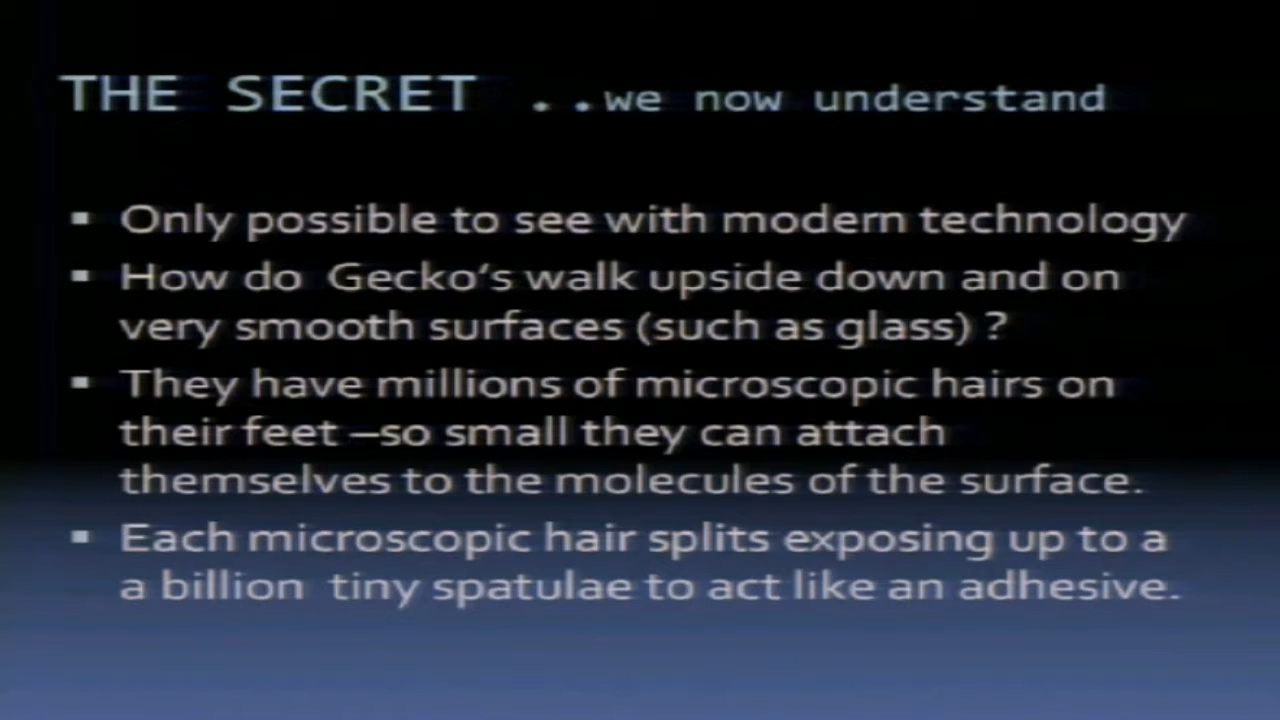 THE SECRET ..we now understand
▪ Only possible to see with modern technology
▪ How do Gecko's walk upside down and on
very smooth surfaces (such as glass) ?
▪ They have millions of microscopic hairs on
their feet –so small they can attach
themselves to the molecules of the surface.
▪ Each microscopic hair splits exposing up to a
a billion tiny spatulae to act like an adhesive.